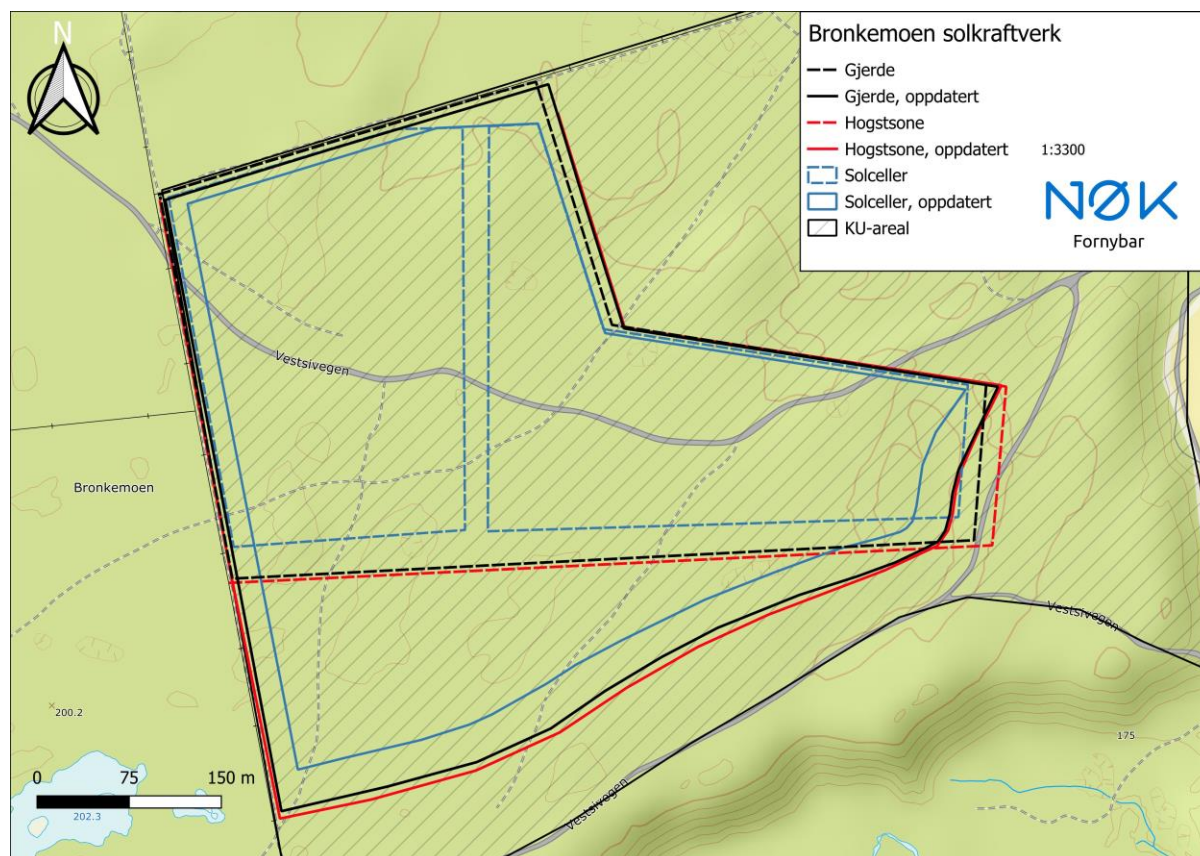 N
Bronkemoen solkraftverk
Gjerde
Gjerde, oppdatert
Hogstsone
Hogstsone, oppdatert
1:3300
Solceller
Solceller, oppdatert
KU-areal
NØK
Fornybar
Vestsivegen
Bronkemoen
Vestsivegen
200.2
175
0 75 150 m
202.3
Vestsivegen